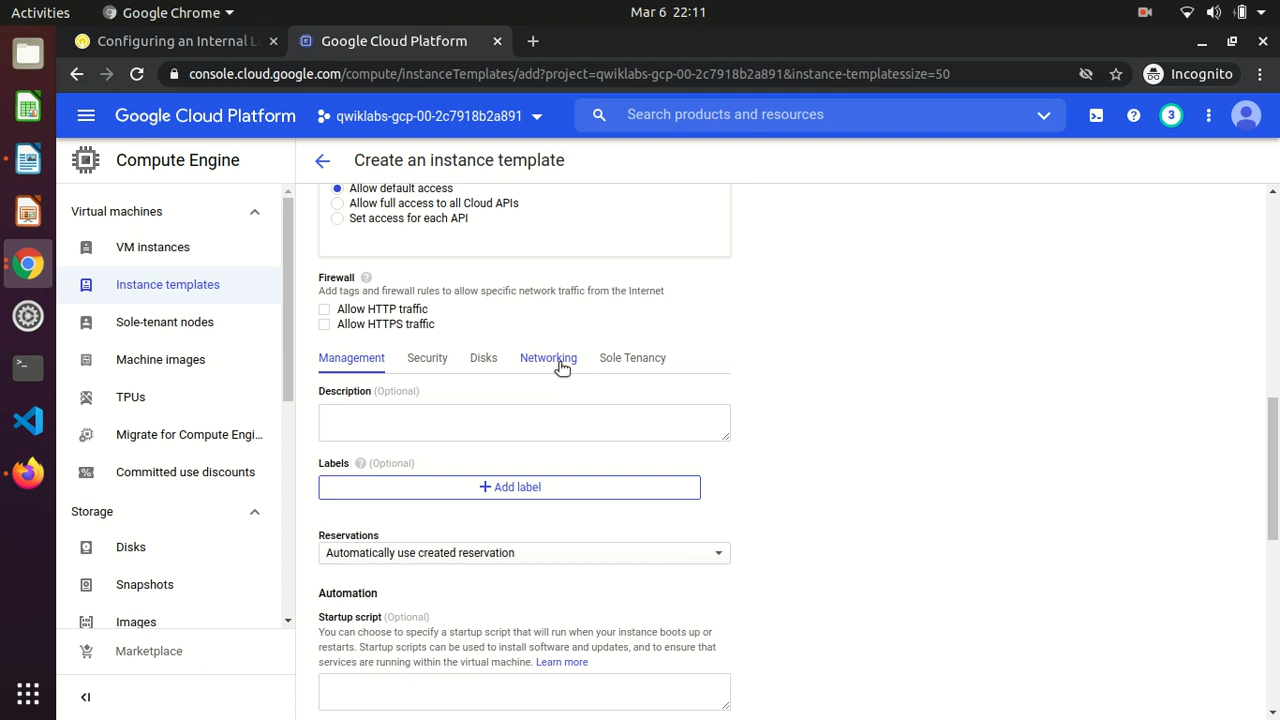 Activities
Google Chrome
Mar 6 22:11
Configuring an Internal L
Google Cloud Platform
console.cloud.google.com/compute/instanceTemplates/add?project=qwiklabs-gcp-00-2c7918b2a891&instance-templatessize=50
Incognito
Google Cloud Platform
qwiklabs-gcp-00-2c7918b2a891
Search products and resources
3
Compute Engine
Create an instance template
Virtual machines
VM instances
Instance templates
Sole-tenant nodes
Machine images
TPUs
Migrate for Compute Engi...
Committed use discounts
Storage
Disks
Snapshots
Images
Marketplace
Allow default access
Allow full access to all Cloud APIs
Set access for each API
Firewall
Add tags and firewall rules to allow specific network traffic from the Internet
Allow HTTP traffic
Allow HTTPS traffic
Management Security Disks Networking Sole Tenancy
Description (Optional)
Labels (Optional)
+ Add label
Reservations
Automatically use created reservation
Automation
Startup script (Optional)
You can choose to specify a startup script that will run when your instance boots up or
restarts. Startup scripts can be used to install software and updates, and to ensure that
services are running within the virtual machine. Learn more